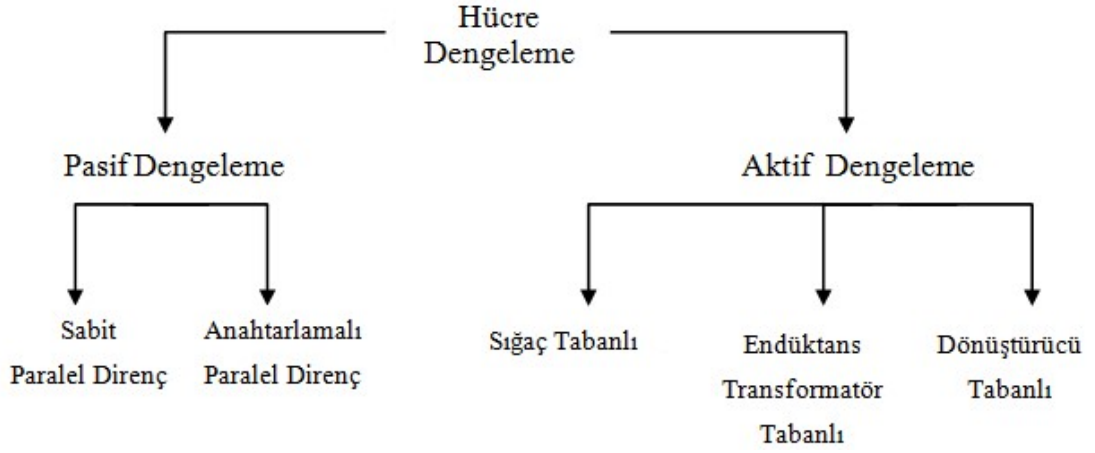 Hücre
Dengeleme
Pasif Dengeleme
Aktif Dengeleme
Sabit
Paralel Direnç
Anahtarlamalı
Paralel Direnç
Sığaç Tabanlı
Endüktans
Transformatör
Tabanlı
Dönüştürücü
Tabanlı